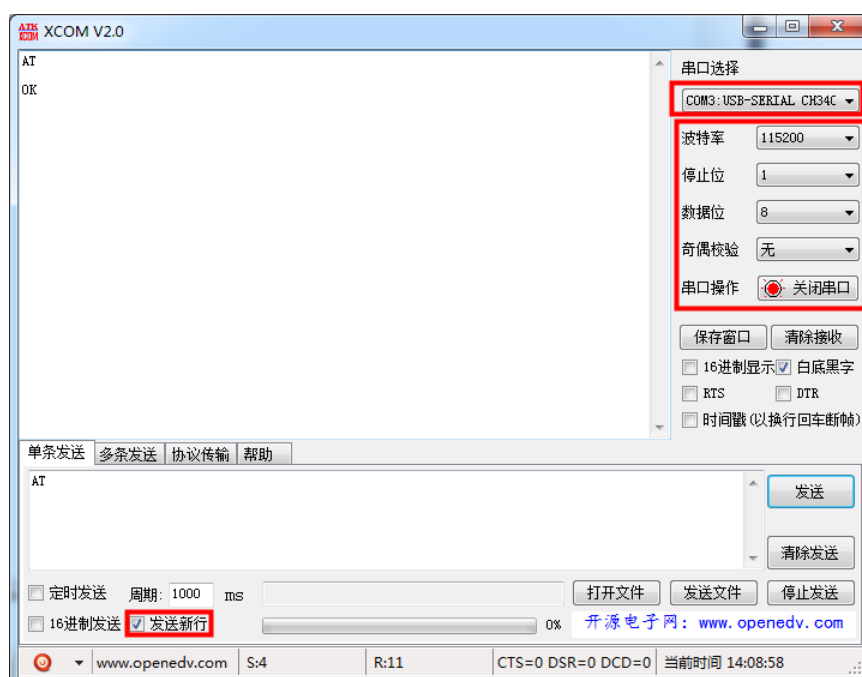 ATK XCOM XCOM V2.0
AT
OK
串口选择
COM3:USB-SERIAL CH34C
波特率 115200
停止位 1
数据位 8
奇偶校验 无
串口操作 关闭串口
保存窗口 清除接收
16进制显示 白底黑字
RTS DTR
时间戳(以换行回车断帧)
单条发送 多条发送 协议传输 帮助
AT
发送
清除发送
定时发送 周期: 1000 ms 打开文件 发送文件 停止发送
16进制发送 发送新行 0% 开源电子网: www.openedv.com
www.openedv.com S:4 R:11 CTS=0 DSR=0 DCD=0 当前时间 14:08:58